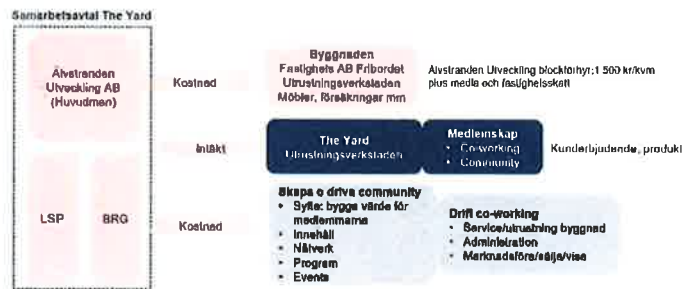 Samarbetsavtal The Yard
Älvstranden
Utveckling AB
(Huvudman)
LSP
BRG
Kostnad
Byggnaden
Fastighets AB Fribordet
Utrustningsverkstaden
Möbler, försäkringar mm
Älvstranden Utveckling blockförhyr;1 500 kr/kvm
plus media och fastighetsskatt
Intäkt
The Yard
Utrustningsverkstaden
Medlemskap
• Co-working
• Community
Kunderbjudande, produkt
Kostnad
Skapa o driva community
• Syfte: bygga värde för
medlemmarna
• Innehåll
• Nätverk
• Program
• Events
Drift co-working
• Service/utrustning byggnad
• Administration
• Marknadsföra/sälja/visa